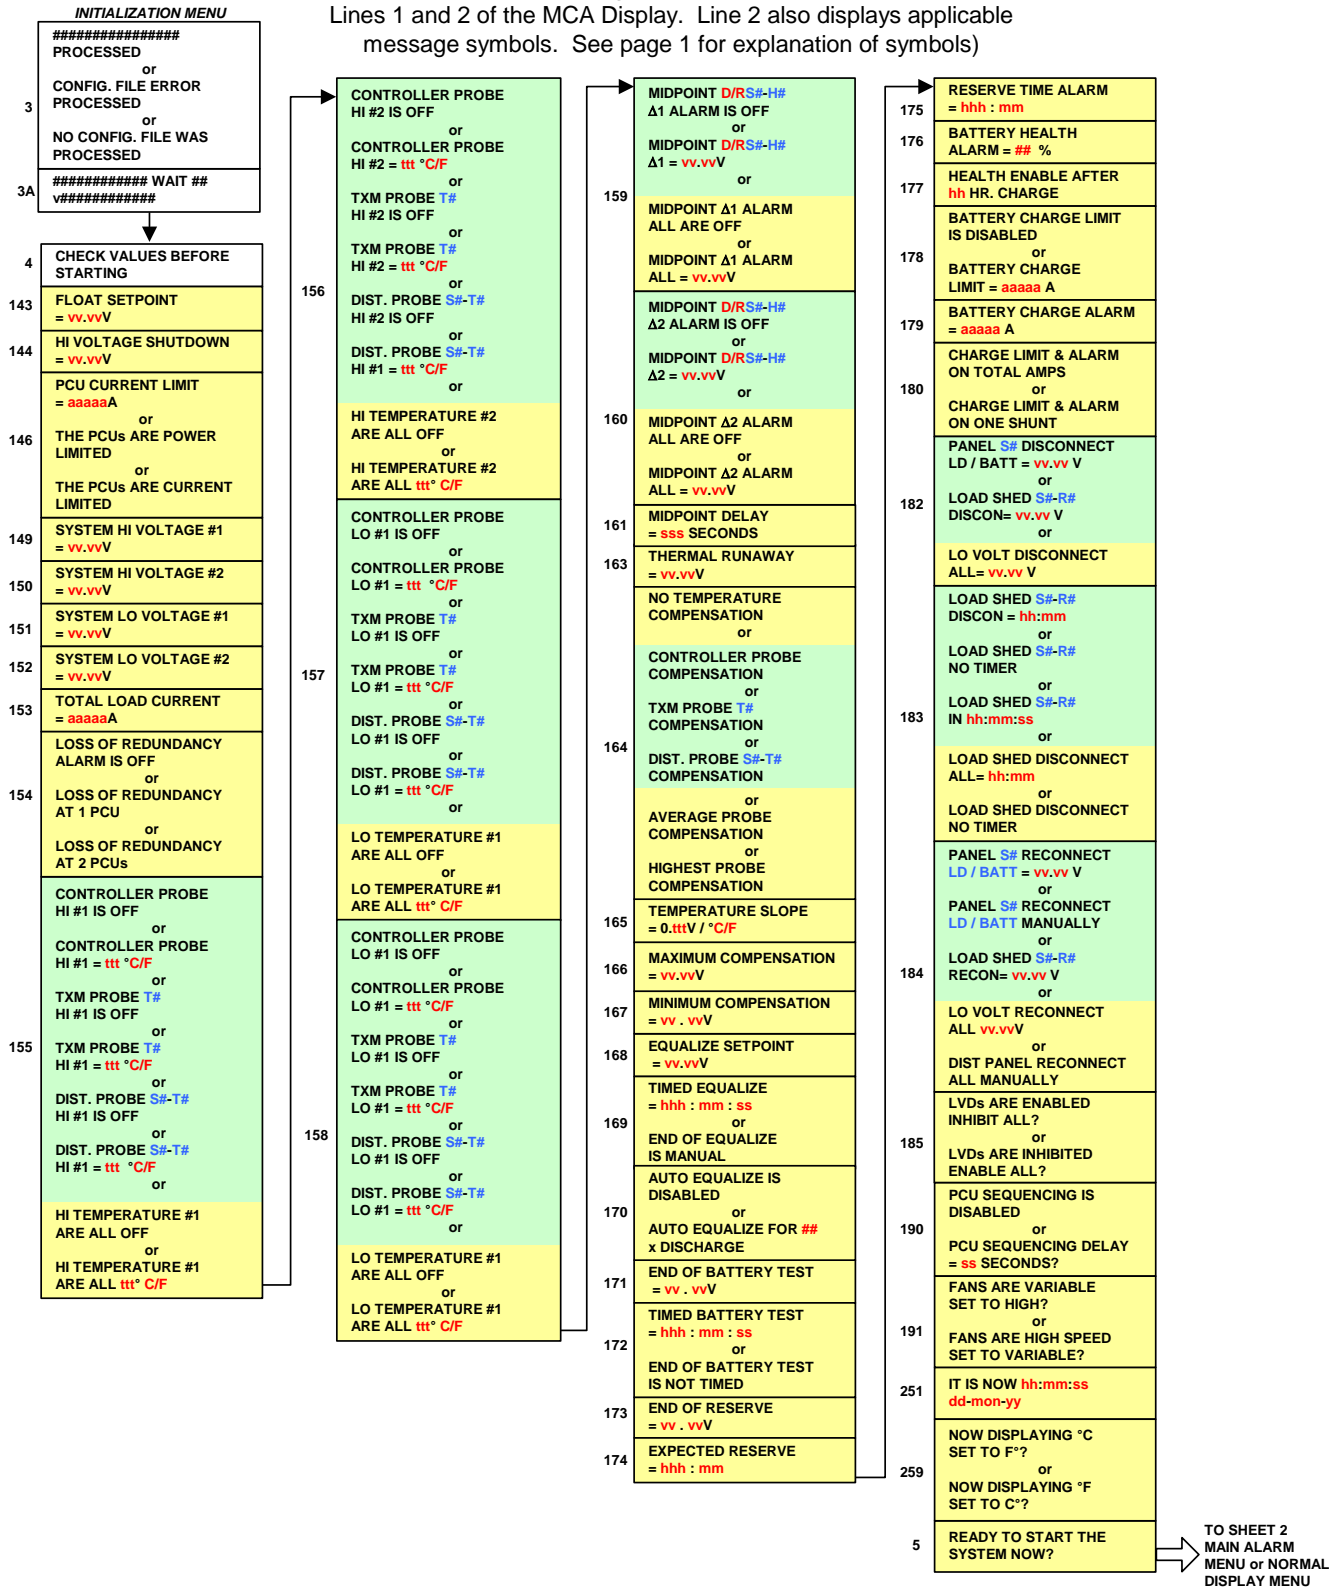 INITIALIZATION MENU
Lines 1 and 2 of the MCA Display. Line 2 also displays applicable
message symbols. See page 1 for explanation of symbols)
3
################
PROCESSED
or
CONFIG. FILE ERROR
PROCESSED
or
NO CONFIG. FILE WAS
PROCESSED
3A
############ WAIT ##
v############
4
CHECK VALUES BEFORE
STARTING
143
FLOAT SETPOINT
= vv.vvV
144
HI VOLTAGE SHUTDOWN
= vv.vvV
146
PCU CURRENT LIMIT
= aaaaaA
or
THE PCUs ARE POWER
LIMITED
or
THE PCUs ARE CURRENT
LIMITED
149
SYSTEM HI VOLTAGE #1
= vv.vvV
150
SYSTEM HI VOLTAGE #2
= vv.vvV
151
SYSTEM LO VOLTAGE #1
= vv.vvV
152
SYSTEM LO VOLTAGE #2
= vv.vvV
153
TOTAL LOAD CURRENT
= aaaaaA
154
LOSS OF REDUNDANCY
ALARM IS OFF
or
LOSS OF REDUNDANCY
AT 1 PCU
or
LOSS OF REDUNDANCY
AT 2 PCUs
155
CONTROLLER PROBE
HI #1 IS OFF
or
CONTROLLER PROBE
HI #1 = ttt °C/F
or
TXM PROBE T#
HI #1 IS OFF
or
TXM PROBE T#
HI #1 = ttt °C/F
or
DIST. PROBE S#-T#
HI #1 IS OFF
or
DIST. PROBE S#-T#
HI #1 = ttt °C/F
or
HI TEMPERATURE #1
ARE ALL OFF
or
HI TEMPERATURE #1
ARE ALL ttt° C/F
156
CONTROLLER PROBE
HI #2 IS OFF
or
CONTROLLER PROBE
HI #2 = ttt °C/F
or
TXM PROBE T#
HI #2 IS OFF
or
TXM PROBE T#
HI #2 = ttt °C/F
or
DIST. PROBE S#-T#
HI #2 IS OFF
or
DIST. PROBE S#-T#
HI #1 = ttt °C/F
or
HI TEMPERATURE #2
ARE ALL OFF
or
HI TEMPERATURE #2
ARE ALL ttt° C/F
157
CONTROLLER PROBE
LO #1 IS OFF
or
CONTROLLER PROBE
LO #1 = ttt °C/F
or
TXM PROBE T#
LO #1 IS OFF
or
TXM PROBE T#
LO #1 = ttt °C/F
or
DIST. PROBE S#-T#
LO #1 IS OFF
or
DIST. PROBE S#-T#
LO #1 = ttt °C/F
or
LO TEMPERATURE #1
ARE ALL OFF
or
LO TEMPERATURE #1
ARE ALL ttt° C/F
158
CONTROLLER PROBE
LO #1 IS OFF
or
CONTROLLER PROBE
LO #1 = ttt °C/F
or
TXM PROBE T#
LO #1 IS OFF
or
TXM PROBE T#
LO #1 = ttt °C/F
or
DIST. PROBE S#-T#
LO #1 IS OFF
or
DIST. PROBE S#-T#
LO #1 = ttt °C/F
or
LO TEMPERATURE #1
ARE ALL OFF
or
LO TEMPERATURE #1
ARE ALL ttt° C/F
159
MIDPOINT D/RS#-H#
Δ1 ALARM IS OFF
or
MIDPOINT D/RS#-H#
Δ1 = vv.vvV
or
MIDPOINT Δ1 ALARM
ALL ARE OFF
or
MIDPOINT Δ1 ALARM
ALL = vv.vvV
160
MIDPOINT D/RS#-H#
Δ2 ALARM IS OFF
or
MIDPOINT D/RS#-H#
Δ2 = vv.vvV
or
MIDPOINT Δ2 ALARM
ALL ARE OFF
or
MIDPOINT Δ2 ALARM
ALL = vv.vvV
161
MIDPOINT DELAY
= sss SECONDS
163
THERMAL RUNAWAY
= vv.vvV
164
NO TEMPERATURE
COMPENSATION
or
CONTROLLER PROBE
COMPENSATION
or
TXM PROBE T#
COMPENSATION
or
DIST. PROBE S#-T#
COMPENSATION
or
AVERAGE PROBE
COMPENSATION
or
HIGHEST PROBE
COMPENSATION
165
TEMPERATURE SLOPE
= 0.tttV / °C/F
166
MAXIMUM COMPENSATION
= vv.vvV
167
MINIMUM COMPENSATION
= vv . vvV
168
EQUALIZE SETPOINT
= vv.vvV
169
TIMED EQUALIZE
= hhh : mm : ss
or
END OF EQUALIZE
IS MANUAL
170
AUTO EQUALIZE IS
DISABLED
or
AUTO EQUALIZE FOR ##
x DISCHARGE
171
END OF BATTERY TEST
= vv . vvV
172
TIMED BATTERY TEST
= hhh : mm : ss
or
END OF BATTERY TEST
IS NOT TIMED
173
END OF RESERVE
= vv . vvV
174
EXPECTED RESERVE
= hhh : mm
175
RESERVE TIME ALARM
= hhh : mm
176
BATTERY HEALTH
ALARM = ## %
177
HEALTH ENABLE AFTER
hh HR. CHARGE
178
BATTERY CHARGE LIMIT
IS DISABLED
or
BATTERY CHARGE
LIMIT = aaaaa A
179
BATTERY CHARGE ALARM
= aaaaa A
180
CHARGE LIMIT & ALARM
ON TOTAL AMPS
or
CHARGE LIMIT & ALARM
ON ONE SHUNT
182
PANEL S# DISCONNECT
LD / BATT = vv.vv V
or
LOAD SHED S#-R#
DISCON= vv.vv V
or
LO VOLT DISCONNECT
ALL= vv.vv V
183
LOAD SHED S#-R#
DISCON = hh:mm
or
LOAD SHED S#-R#
NO TIMER
or
LOAD SHED S#-R#
IN hh:mm:ss
or
LOAD SHED DISCONNECT
ALL= hh:mm
or
LOAD SHED DISCONNECT
NO TIMER
184
PANEL S# RECONNECT
LD / BATT = vv.vv V
or
PANEL S# RECONNECT
LD / BATT MANUALLY
or
LOAD SHED S#-R#
RECON= vv.vv V
or
LO VOLT RECONNECT
ALL vv.vvV
or
DIST PANEL RECONNECT
ALL MANUALLY
185
LVDs ARE ENABLED
INHIBIT ALL?
or
LVDs ARE INHIBITED
ENABLE ALL?
190
PCU SEQUENCING IS
DISABLED
or
PCU SEQUENCING DELAY
= ss SECONDS?
191
FANS ARE VARIABLE
SET TO HIGH?
or
FANS ARE HIGH SPEED
SET TO VARIABLE?
251
IT IS NOW hh:mm:ss
dd-mon-yy
259
NOW DISPLAYING °C
SET TO F°?
or
NOW DISPLAYING °F
SET TO C°?
5
READY TO START THE
SYSTEM NOW?
TO SHEET 2
MAIN ALARM
MENU or NORMAL
DISPLAY MENU